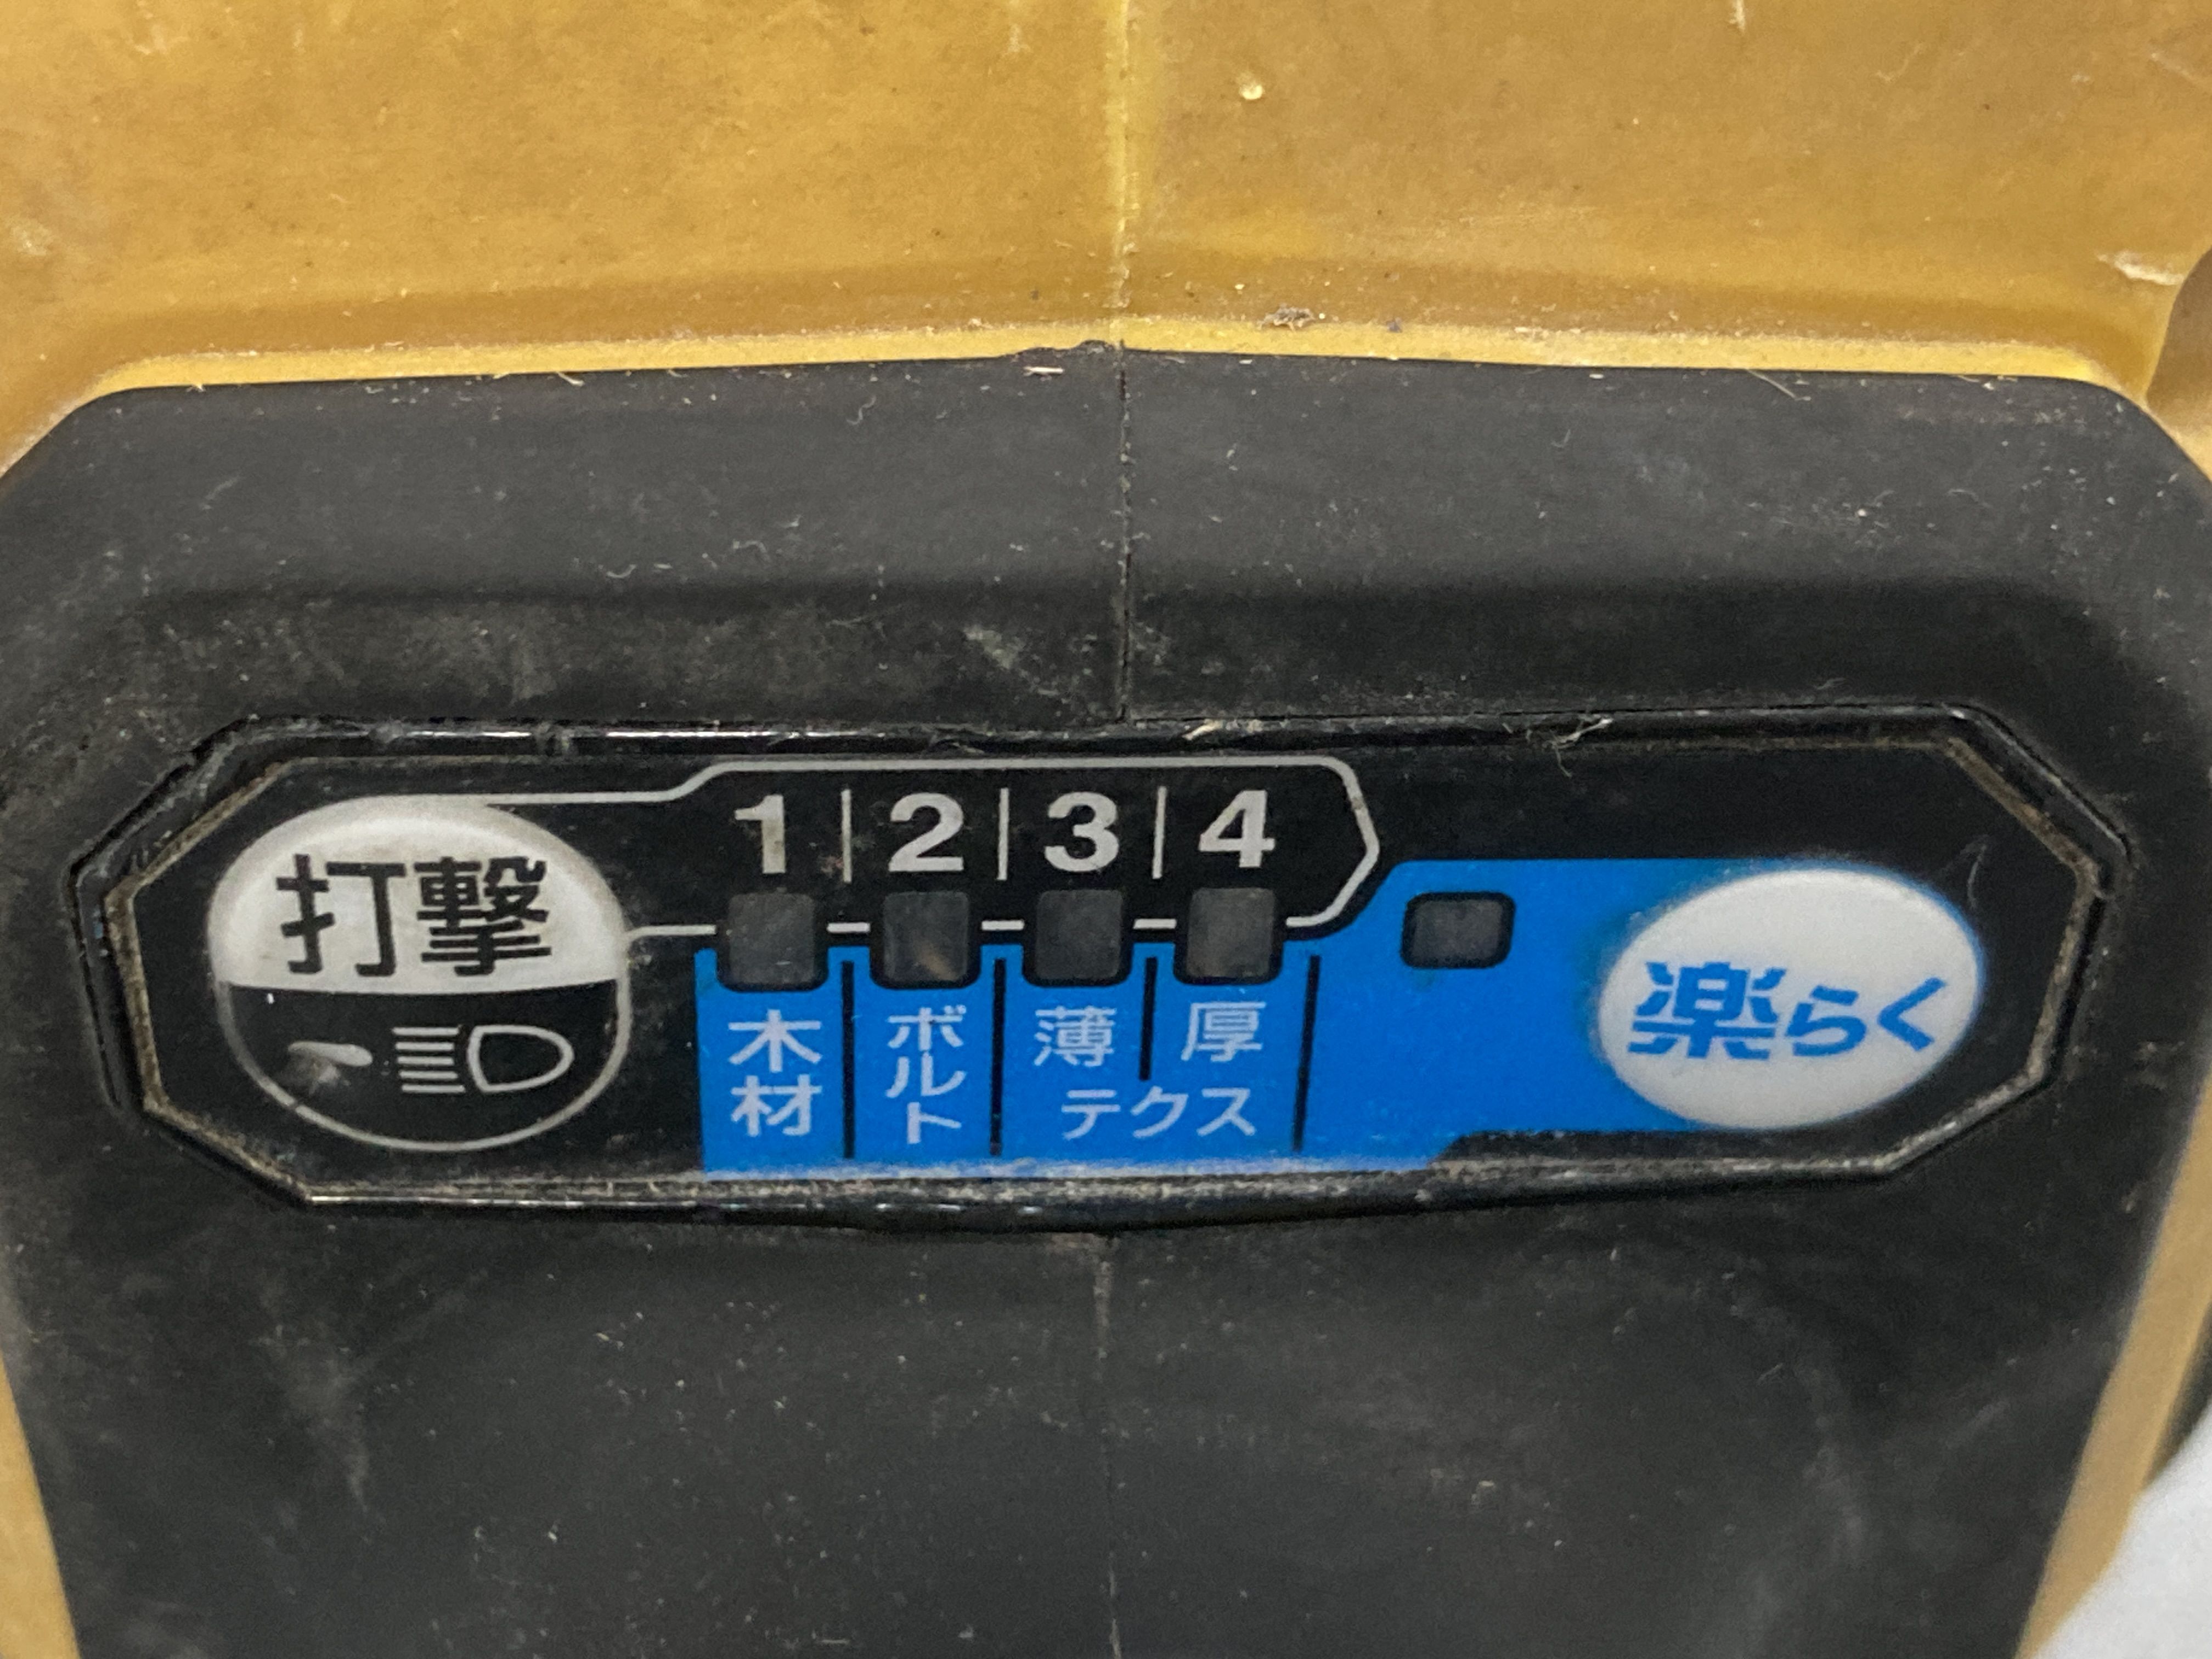 1 2 3 4
打撃
木材
ボルト
薄 厚
テクス
楽らく